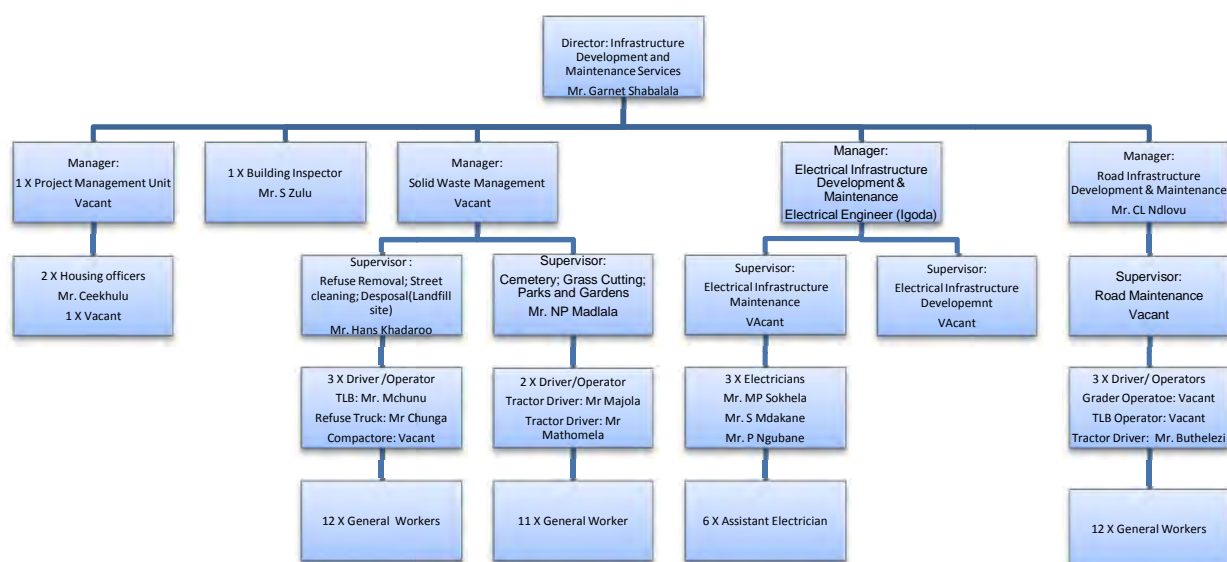 Director: Infrastructure
Development and
Maintenance Services
Mr. Garnet Shabalala
Manager:
1 X Project Management Unit
Vacant
1 X Building Inspector
Mr. S Zulu
Manager:
Solid Waste Management
Vacant
Manager:
Electrical Infrastructure
Development &
Maintenance
Electrical Engineer (Igoda)
Manager:
Road Infrastructure
Development & Maintenance
Mr. CL Ndlovu
2 X Housing officers
Mr. Ceekhulu
1 X Vacant
Supervisor :
Refuse Removal; Street
cleaning; Desposal(Landfill
site)
Mr. Hans Khadaroo
Supervisor:
Cemetery; Grass Cutting;
Parks and Gardens
Mr. NP Madlala
Supervisor:
Electrical Infrastructure
Maintenance
VAcant
Supervisor:
Electrical Infrastructure
Developemnt
VAcant
Supervisor:
Road Maintenance
Vacant
3 X Driver /Operator
TLB: Mr. Mchunu
Refuse Truck: Mr Chunga
Compactore: Vacant
2 X Driver/Operator
Tractor Driver: Mr Majola
Tractor Driver: Mr
Mathomela
3 X Electricians
Mr. MP Sokhela
Mr. S Mdakane
Mr. P Ngubane
3 X Driver/ Operators
Grader Operatoe: Vacant
TLB Operator: Vacant
Tractor Driver: Mr. Buthelezi
12 X General Workers
11 X General Worker
6 X Assistant Electrician
12 X General Workers